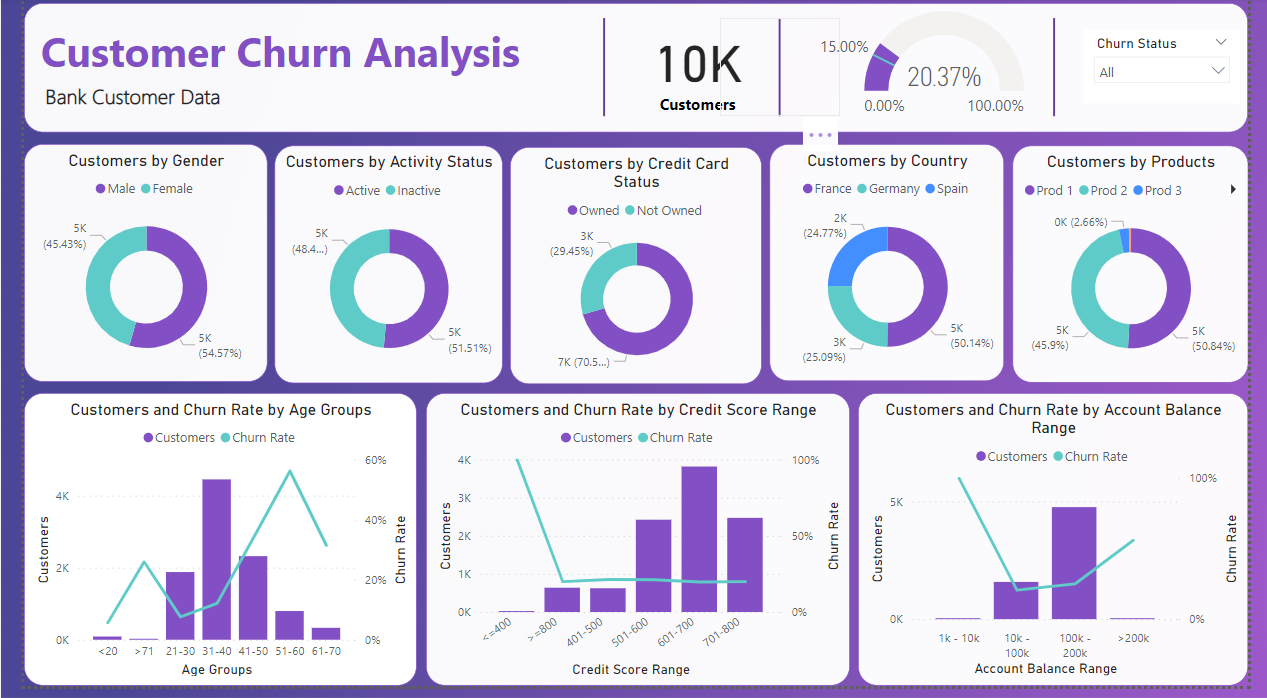 Customer Churn Analysis
Bank Customer Data
10K
Customers
15.00%
20.37%
0.00%
100.00%
Churn Status
All
Customers by Gender
Male Female
5K
(45.43%)
5K
(54.57%)
Customers by Activity Status
Active Inactive
5K
(48.4...)
5K
(51.51%)
Customers by Credit Card
Status
Owned Not Owned
3K
(29.45%)
7K (70.5...)
Customers by Country
France Germany Spain
2K
(24.77%)
3K
(25.09%)
5K
(50.14%)
Customers by Products
Prod 1 Prod 2 Prod 3
0K (2.66%)
5K
(45.9%)
5K
(50.84%)
Customers and Churn Rate by Age Groups
Customers Churn Rate
60%
4K
40%
2K
20%
0K
0%
Customers
Churn Rate
<20 >71 21-30 31-40 41-50 51-60 61-70
Age Groups
Customers and Churn Rate by Credit Score Range
Customers Churn Rate
4K
100%
3K
2K
50%
1K
0K
0%
Customers
Churn Rate
<=400 >=800 401-500 501-600 601-700 701-800
Credit Score Range
Customers and Churn Rate by Account Balance
Range
Customers Churn Rate
100%
5K
0K
0%
Customers
Churn Rate
1k - 10k 10k - 100k - >200k
100k 200k
Account Balance Range